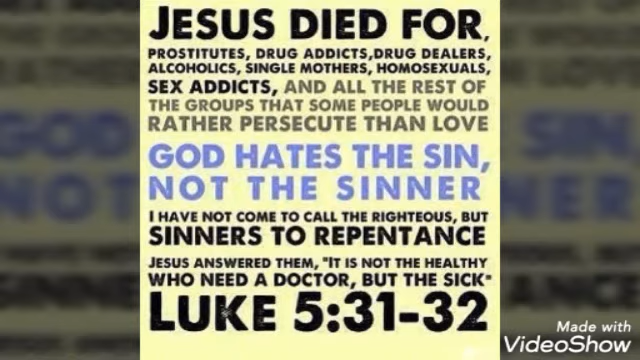 JESUS DIED FOR,
PROSTITUTES, DRUG ADDICTS,DRUG DEALERS,
ALCOHOLICS, SINGLE MOTHERS, HOMOSEXUALS,
SEX ADDICTS, AND ALL THE REST OF
THE GROUPS THAT SOME PEOPLE WOULD
RATHER PERSECUTE THAN LOVE
GOD HATES THE SIN,
NOT THE SINNER
I HAVE NOT COME TO CALL THE RIGHTEOUS, BUT
SINNERS TO REPENTANCE
JESUS ANSWERED THEM, "IT IS NOT THE HEALTHY
WHO NEED A DOCTOR, BUT THE SICK"
LUKE 5:31-32
Made with
VideoShow